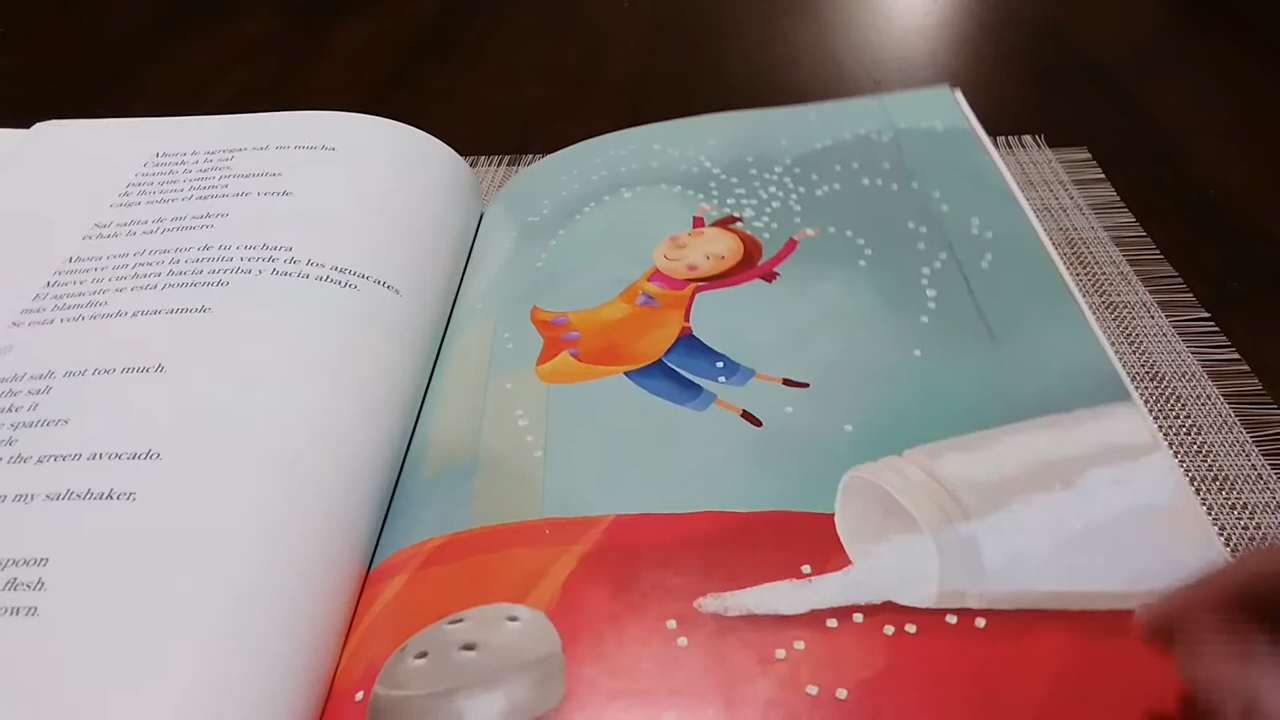 Ahora le agregas sal, no mucha.
Cántale a la sal
cuando la agites,
para que como pringuitas
de llovizna blanca
caiga sobre el aguacate verde.
Sal salita de mi salero
échale la sal primero.
Ahora con el tractor de tu cuchara
remueve un poco la carnita verde de los aguacates.
Mueve tu cuchara hacia arriba y hacia abajo.
El aguacate se está poniendo
más blandito.
Se está volviendo guacamole.
add salt, not too much.
the salt
ake it
spatters
the green avocado.
my saltshaker,
spoon
flesh.
own.